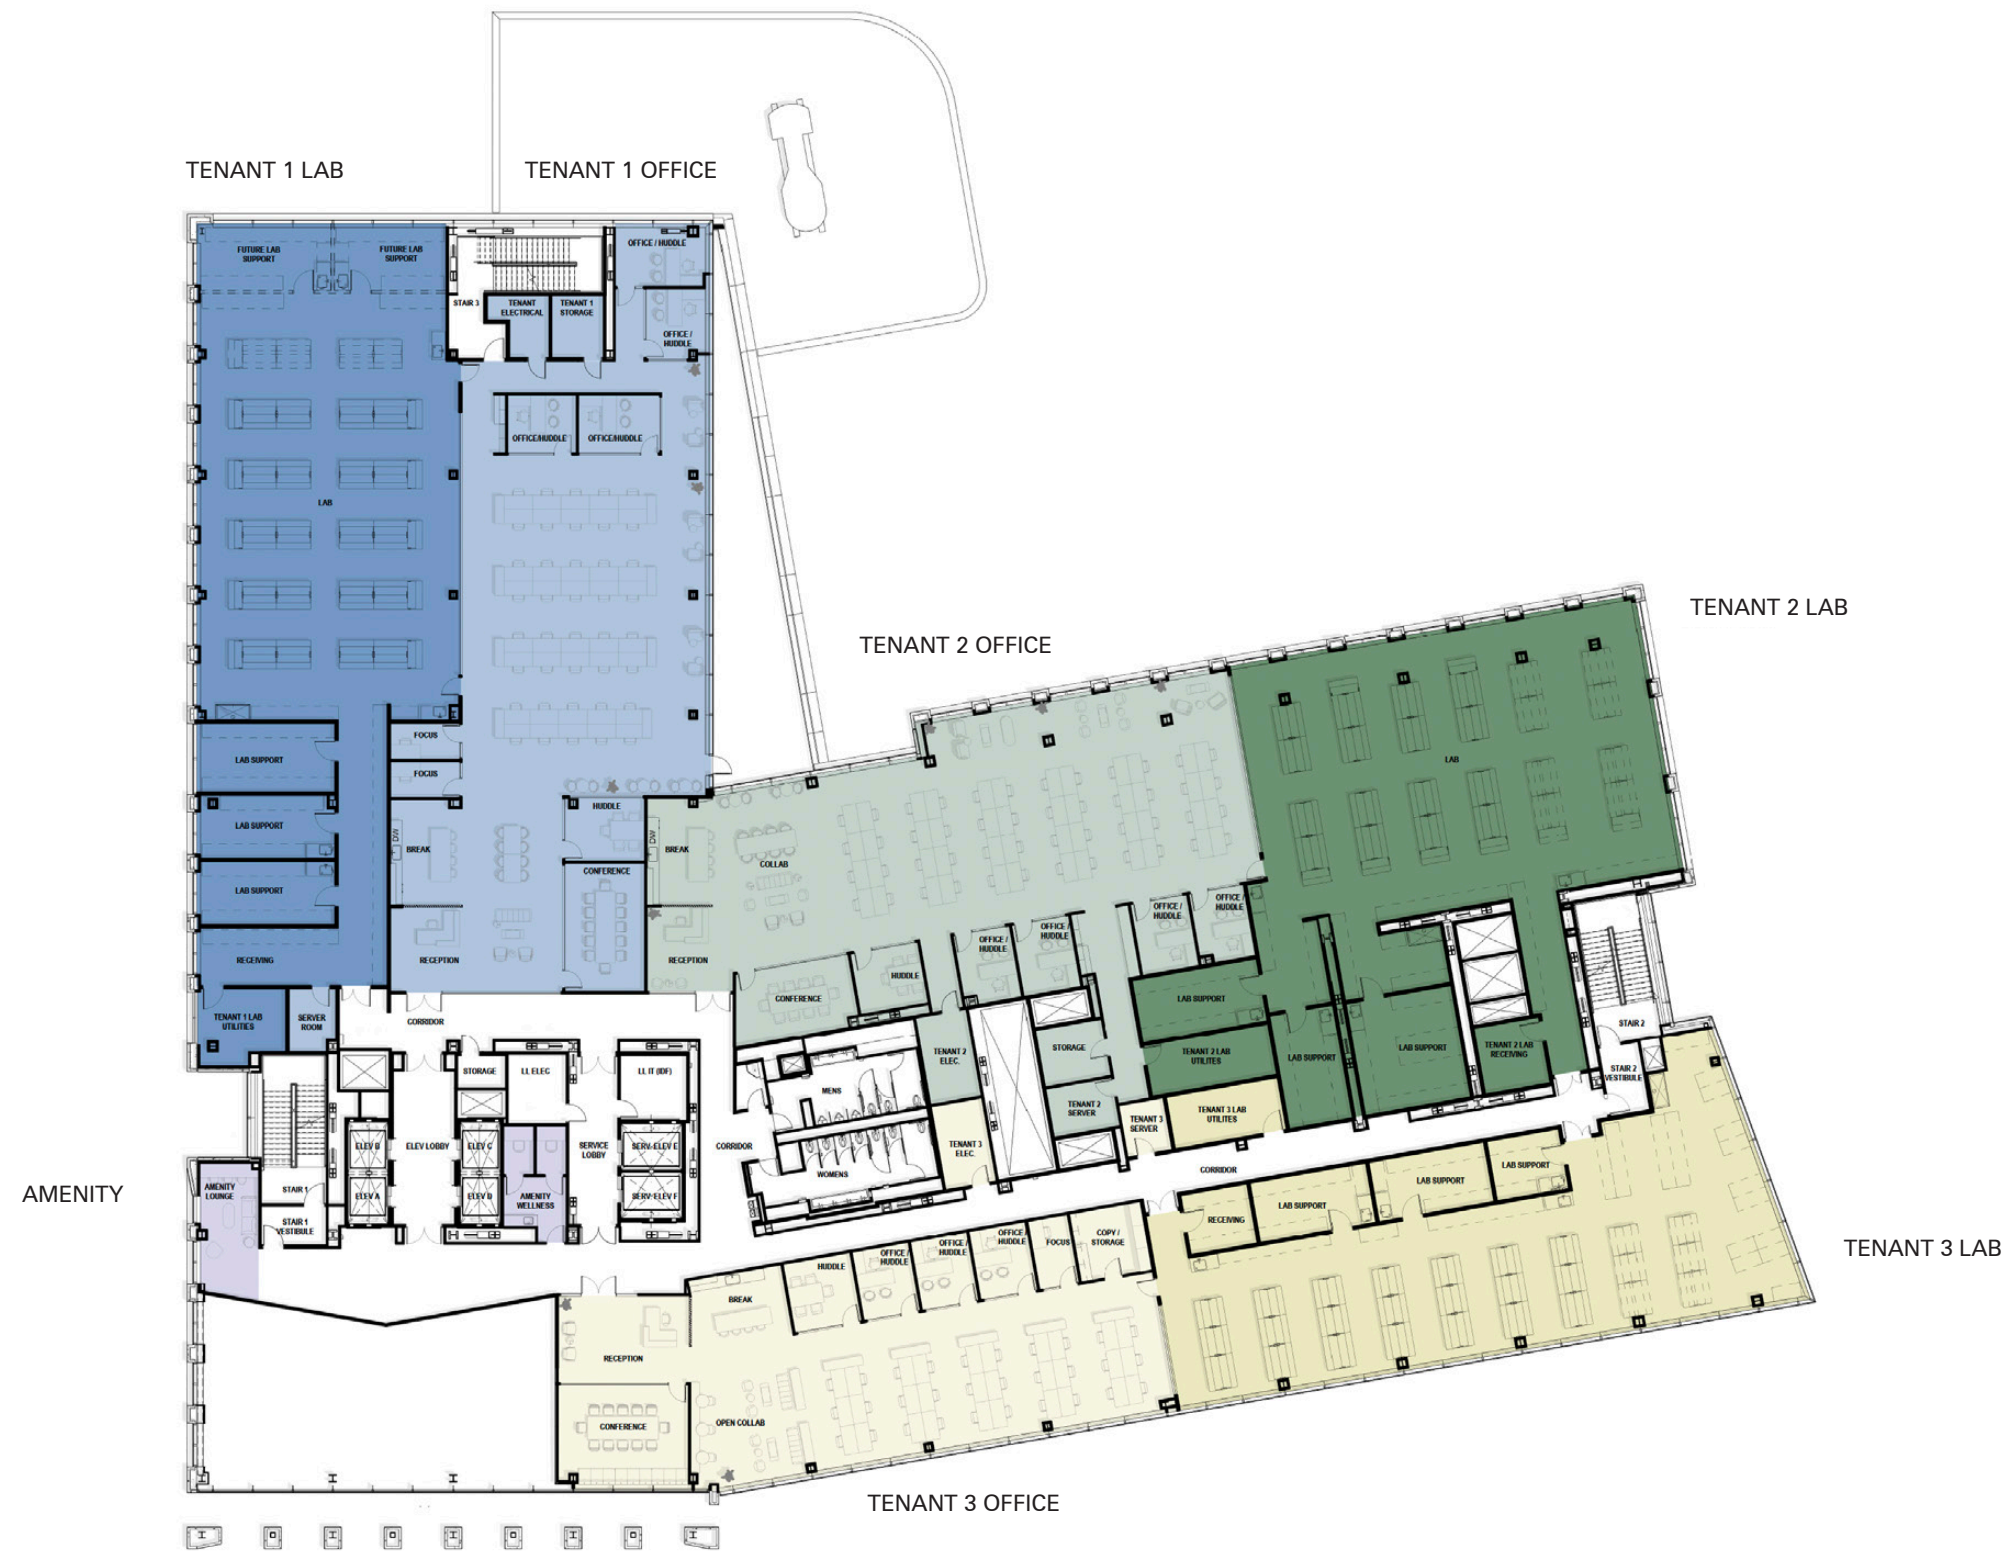 TENANT 1 LAB
TENANT 1 OFFICE
FUTURE LAB
SUPPORT
FUTURE LAB
SUPPORT
OFFICE / HUDDLE
STAIR 3
TENANT
ELECTRICAL
TENANT 1
STORAGE
OFFICE /
HUDDLE
OFFICE/HUDDLE
OFFICE/HUDDLE
LAB
TENANT 2 LAB
TENANT 2 OFFICE
FOCUS
LAB SUPPORT
FOCUS
LAB
HUDDLE
LAB SUPPORT
DW
BREAK
DW
BREAK
COLLAB
CONFERENCE
LAB SUPPORT
OFFICE /
HUDDLE
OFFICE /
HUDDLE
OFFICE /
HUDDLE
OFFICE /
HUDDLE
RECEIVING
RECEPTION
RECEPTION
HUDDLE
CONFERENCE
LAB SUPPORT
TENANT 1 LAB
UTILITIES
SERVER
ROOM
CORRIDOR
STAIR 2
STORAGE
TENANT 2
ELEC.
TENANT 2 LAB
UTILITES
LAB SUPPORT
LAB SUPPORT
TENANT 2 LAB
RECEIVING
STORAGE
LL ELEC
LL IT (IDF)
STAIR 2
VESTIBULE
MENS
TENANT 2
SERVER
TENANT 3
SERVER
TENANT 3 LAB
UTILITES
ELEV B
ELEV LOBBY
ELEV C
SERVICE
LOBBY
SERV. ELEV E
CORRIDOR
TENANT 3
ELEC.
WOMENS
CORRIDOR
LAB SUPPORT
AMENITY
AMENITY
LOUNGE
STAIR 1
ELEV A
ELEV D
AMENITY
WELLNESS
SERV. ELEV F
LAB SUPPORT
LAB SUPPORT
STAIR 1
VESTIBULE
RECEIVING
COPY /
STORAGE
FOCUS
OFFICE /
HUDDLE
OFFICE /
HUDDLE
OFFICE /
HUDDLE
HUDDLE
TENANT 3 LAB
BREAK
RECEPTION
CONFERENCE
OPEN COLLAB
TENANT 3 OFFICE